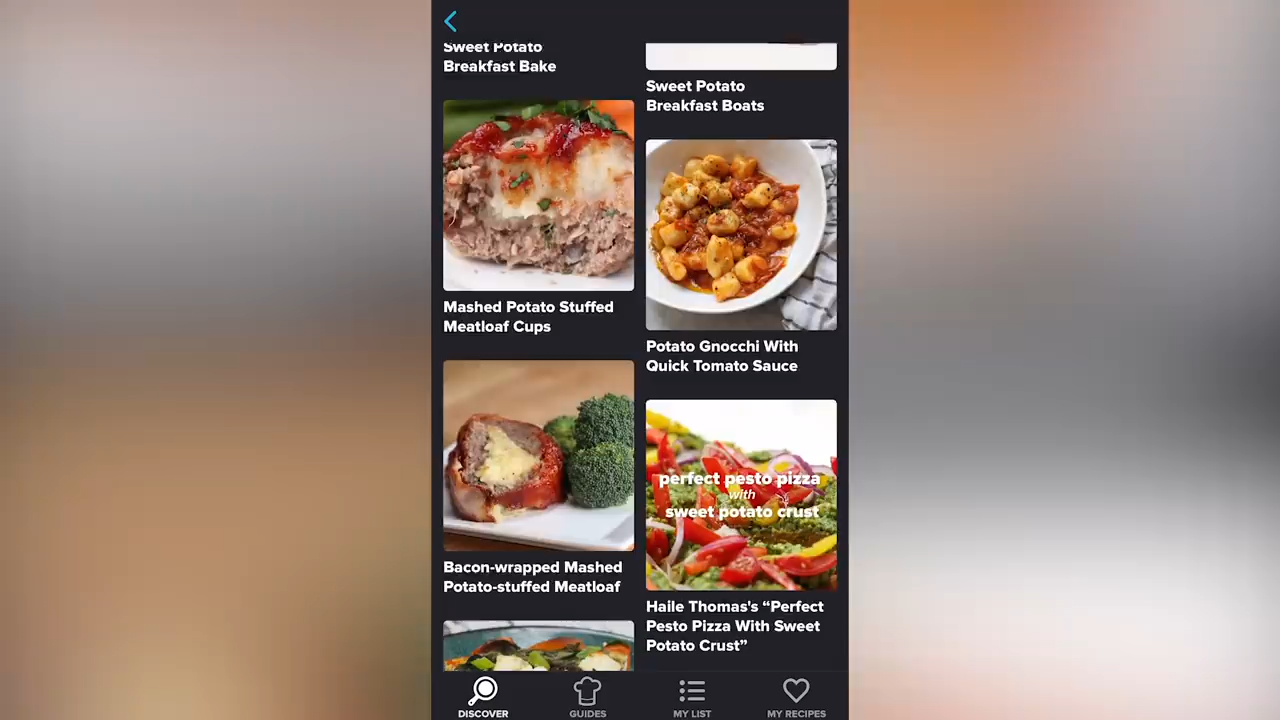 Sweet Potato
Breakfast Bake
Sweet Potato
Breakfast Boats
Mashed Potato Stuffed
Meatloaf Cups
Potato Gnocchi With
Quick Tomato Sauce
perfect pesto pizza
with
sweet potato crust
Bacon-wrapped Mashed
Potato-stuffed Meatloaf
Haile Thomas's “Perfect
Pesto Pizza With Sweet
Potato Crust”
DISCOVER
GUIDES
MY LIST
MY RECIPES